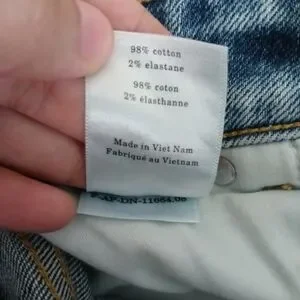 98% cotton
2% elastane
98% coton
2% élasthanne
Made in Viet Nam
Fabriqué au Vietnam